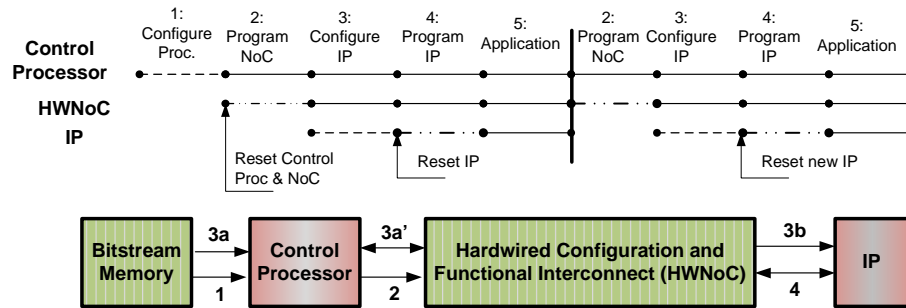 1:
Configure
Proc.
2:
Program
NoC
3:
Configure
IP
4:
Program
IP
5:
Application
2:
Program
NoC
3:
Configure
IP
4:
Program
IP
5:
Application
Control
Processor
HWNoC
IP
Reset Control
Proc & NoC
Reset IP
Reset new IP
Bitstream
Memory
3a
1
Control
Processor
3a'
2
Hardwired Configuration and
Functional Interconnect (HWNoC)
3b
4
IP